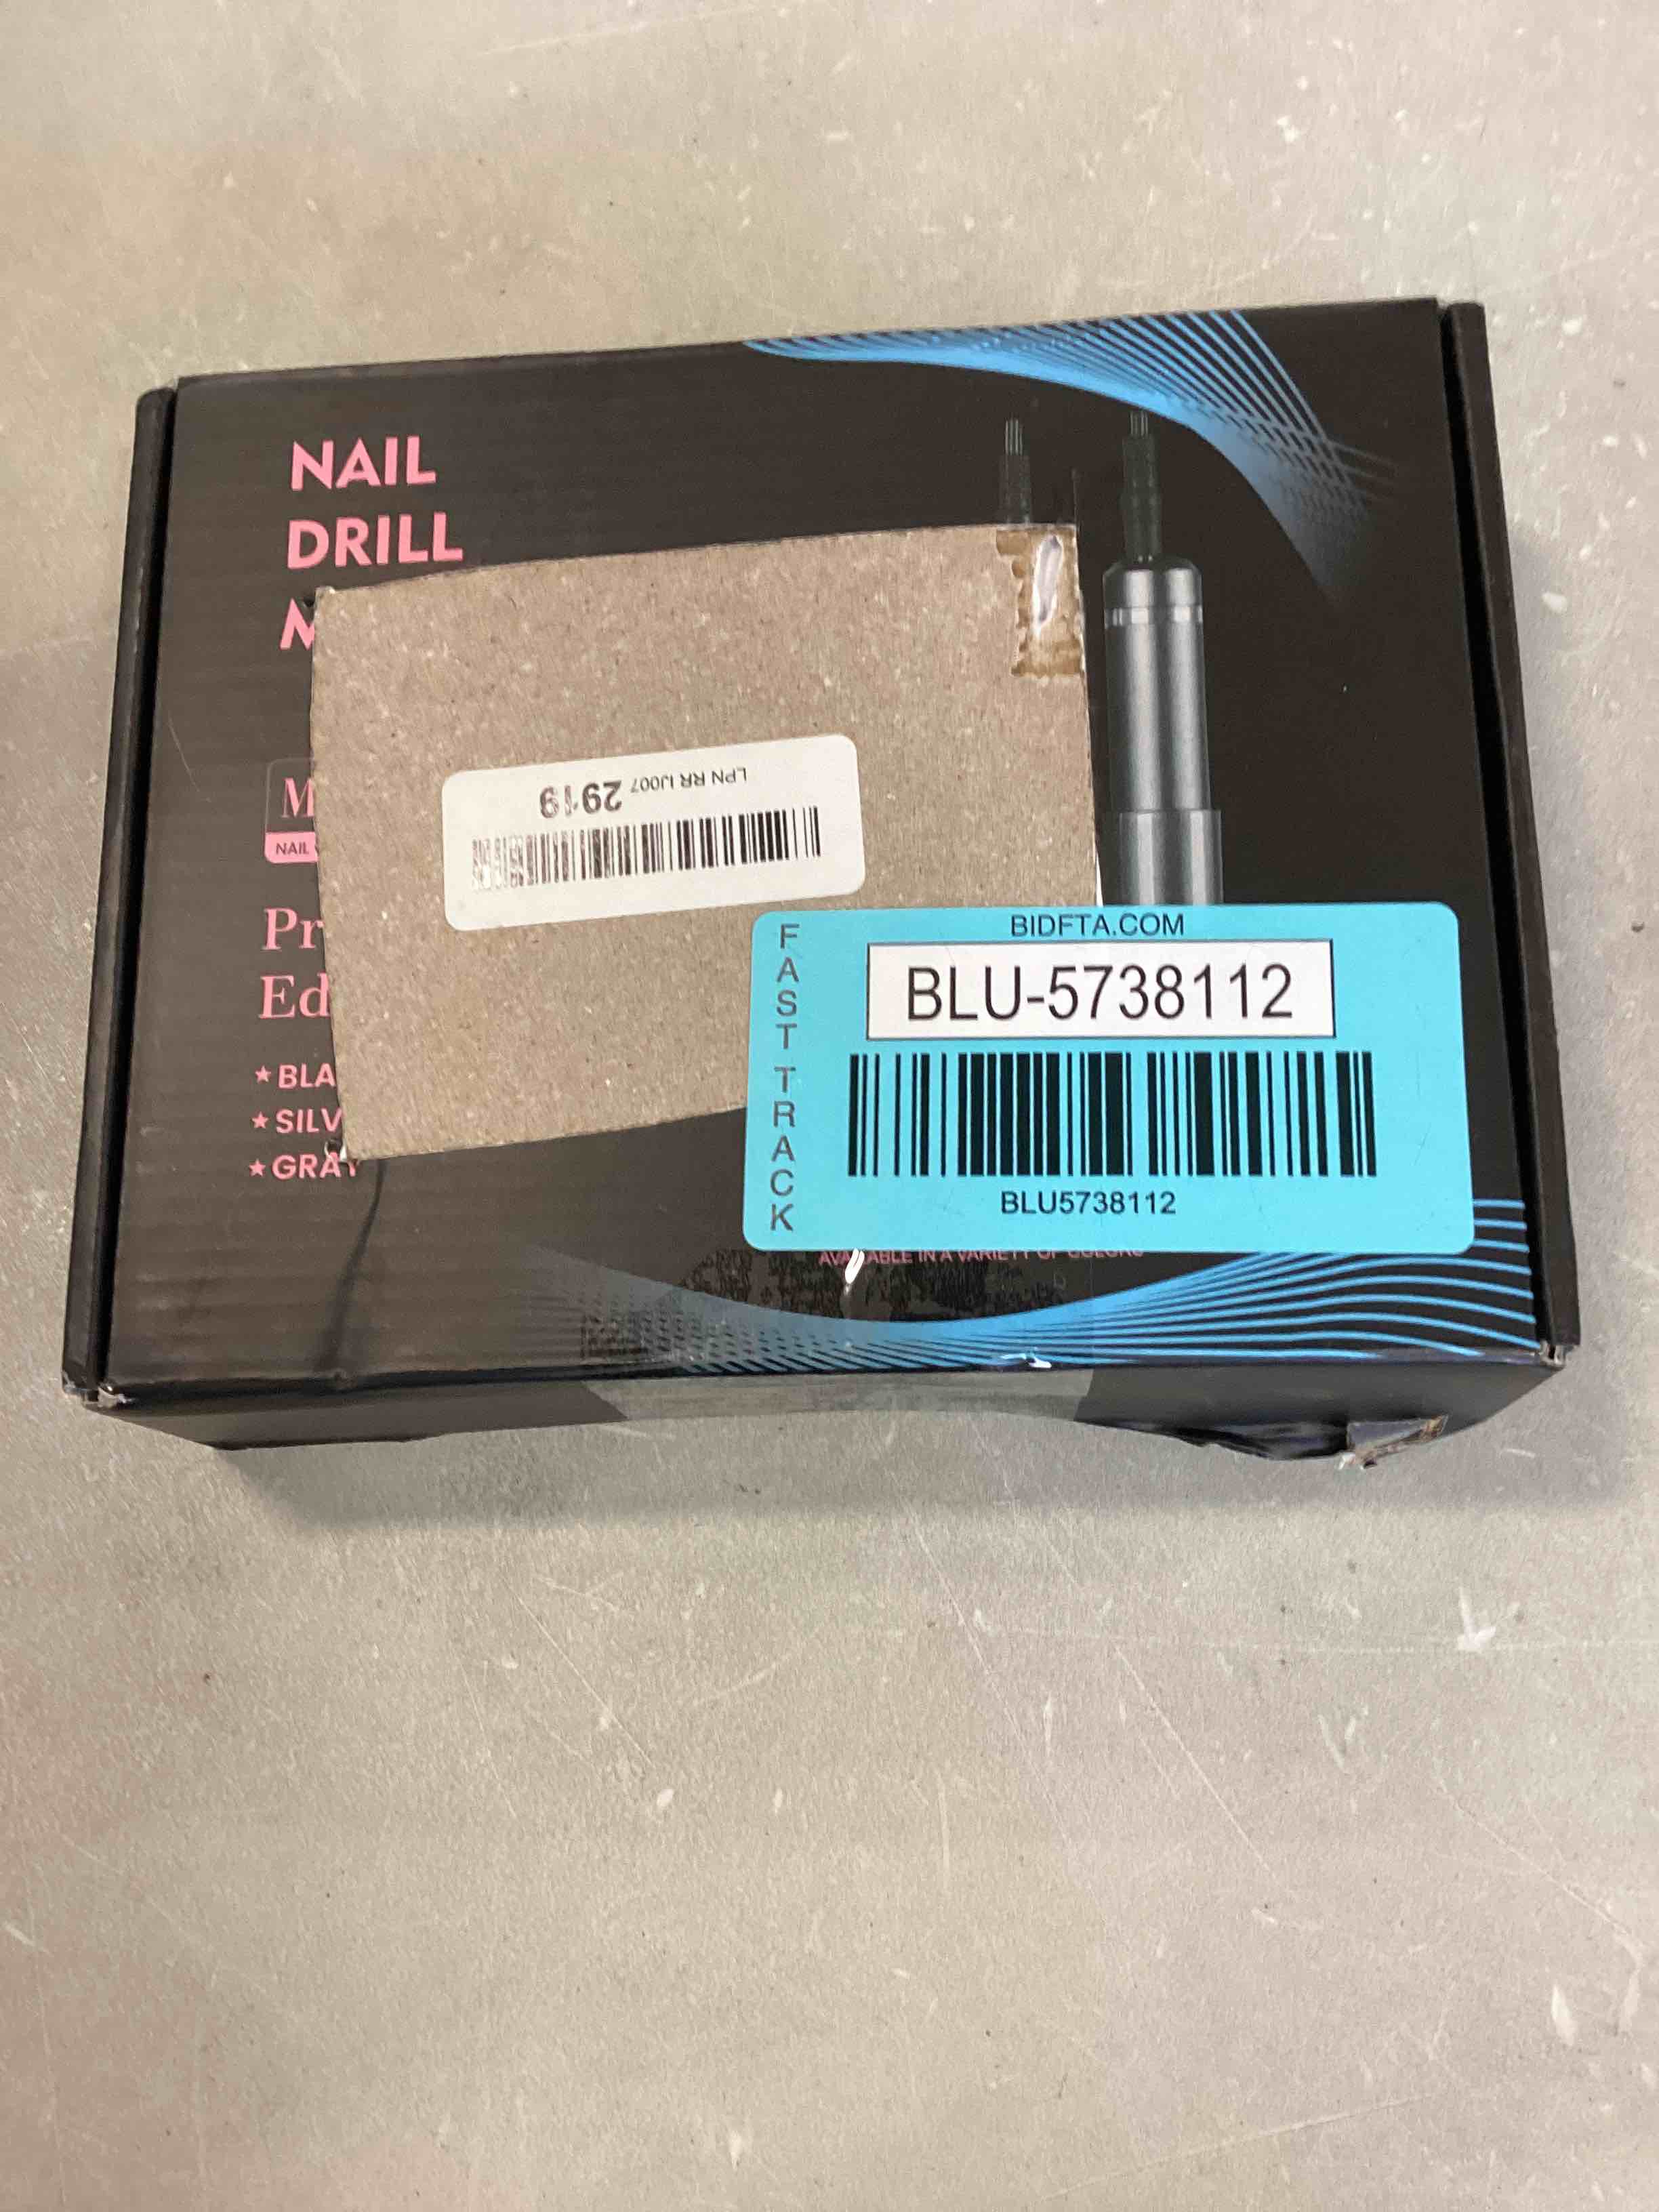 NAIL
DRILL
M
LPN RR IJ007 2919
M
NAIL
Pr
Ed
★ BLA
★ SILV
★ GRAY
BIDFTA.COM
FAST TRACK
BLU-5738112
BLU5738112
AVAILABLE IN A VARIETY OF COLORS